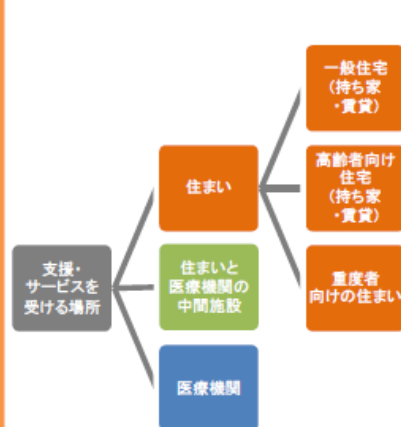 一般住宅
（持ち家
・賃貸）
高齢者向け
住宅
（持ち家
・賃貸）
住まい
支援・
サービスを
受ける場所
住まいと
医療機関の
中間施設
重度者
向けの住まい
医療機関